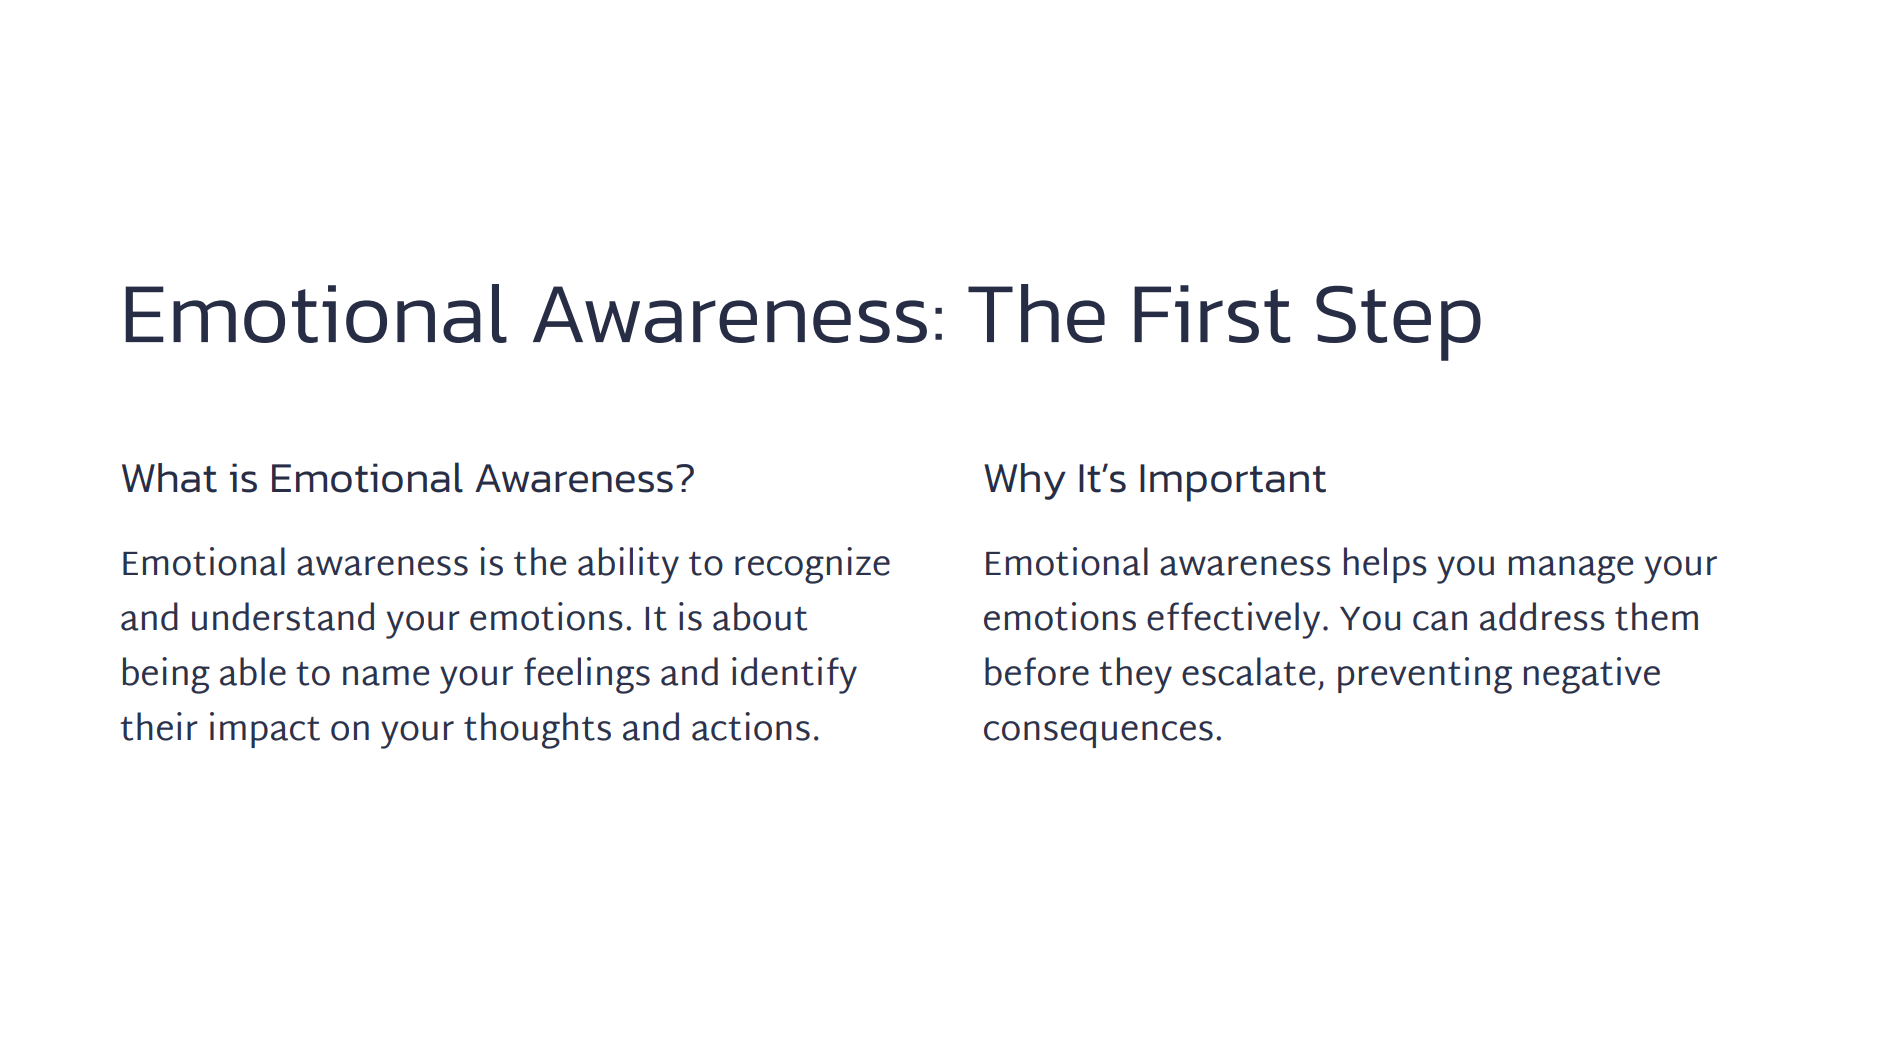 Emotional Awareness: The First Step
What is Emotional Awareness?
Emotional awareness is the ability to recognize
and understand your emotions. It is about
being able to name your feelings and identify
their impact on your thoughts and actions.
Why It’s Important
Emotional awareness helps you manage your
emotions effectively. You can address them
before they escalate, preventing negative
consequences.